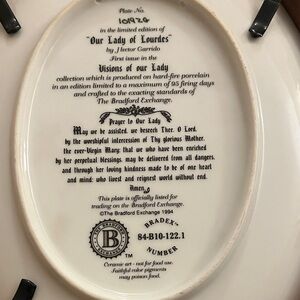 Plate No.
10192G
in the limited edition of
"Our Lady of Lourdes"
by Hector Garrido
First issue in the
Visions of our Lady
collection which is produced on hard-fire porcelain
in an edition limited to a maximum of 95 firing days
and crafted to the exacting standards of
The Bradford Exchange.
Prayer to Our Lady
May we be assisted, we beseech Thee, O Lord,
by the worshipful intercession of Thy glorious Mother,
the ever-Virgin Mary; that we who have been enriched
by her perpetual blessings, may be delivered from all dangers,
and through her loving kindness made to be of one heart
and mind: who livest and reignest world without end.
Amen.
This plate is officially listed for
trading on the Bradford Exchange.
©The Bradford Exchange 1994
B
TM
BRADEX
84-B10-122.1
NUMBER
Ceramic art - not for food use.
Faithful color pigments
may poison food.